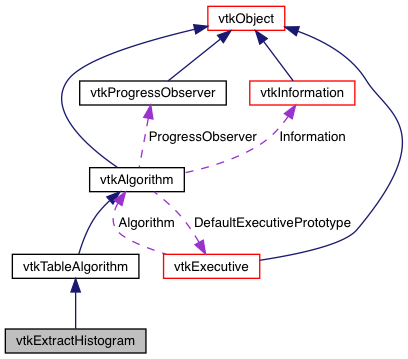 vtkObject
vtkProgressObserver
vtkInformation
ProgressObserver
Information
vtkAlgorithm
Algorithm
DefaultExecutivePrototype
vtkTableAlgorithm
vtkExecutive
vtkExtractHistogram